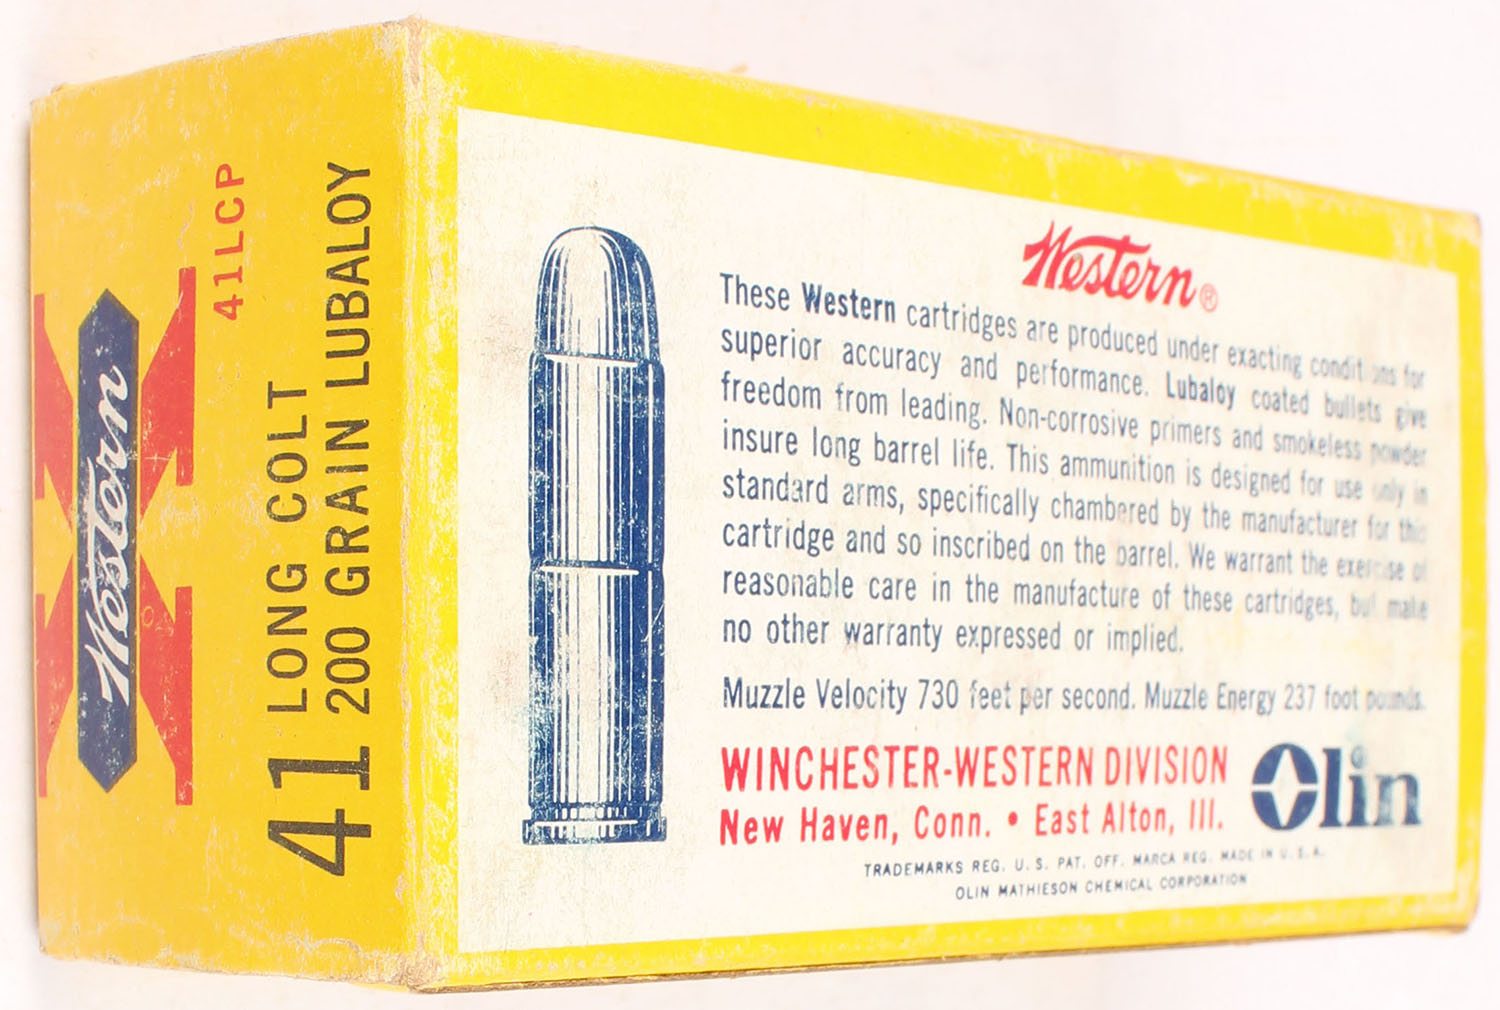 Western
X
41LCP
41 LONG COLT
200 GRAIN LUBALOY
Western®
These Western cartridges are produced under exacting conditions for
superior accuracy and performance. Lubaloy coated bullets give
freedom from leading. Non-corrosive primers and smokeless powder
insure long barrel life. This ammunition is designed for use only in
standard arms, specifically chambered by the manufacturer for this
cartridge and so inscribed on the barrel. We warrant the exercise of
reasonable care in the manufacture of these cartridges, but make
no other warranty expressed or implied.
Muzzle Velocity 730 feet per second. Muzzle Energy 237 foot pounds.
WINCHESTER-WESTERN DIVISION
New Haven, Conn. • East Alton, Ill.
Olin
TRADEMARKS REG. U.S. PAT. OFF. MARCA REG. MADE IN U.S.A.
OLIN MATHIESON CHEMICAL CORPORATION